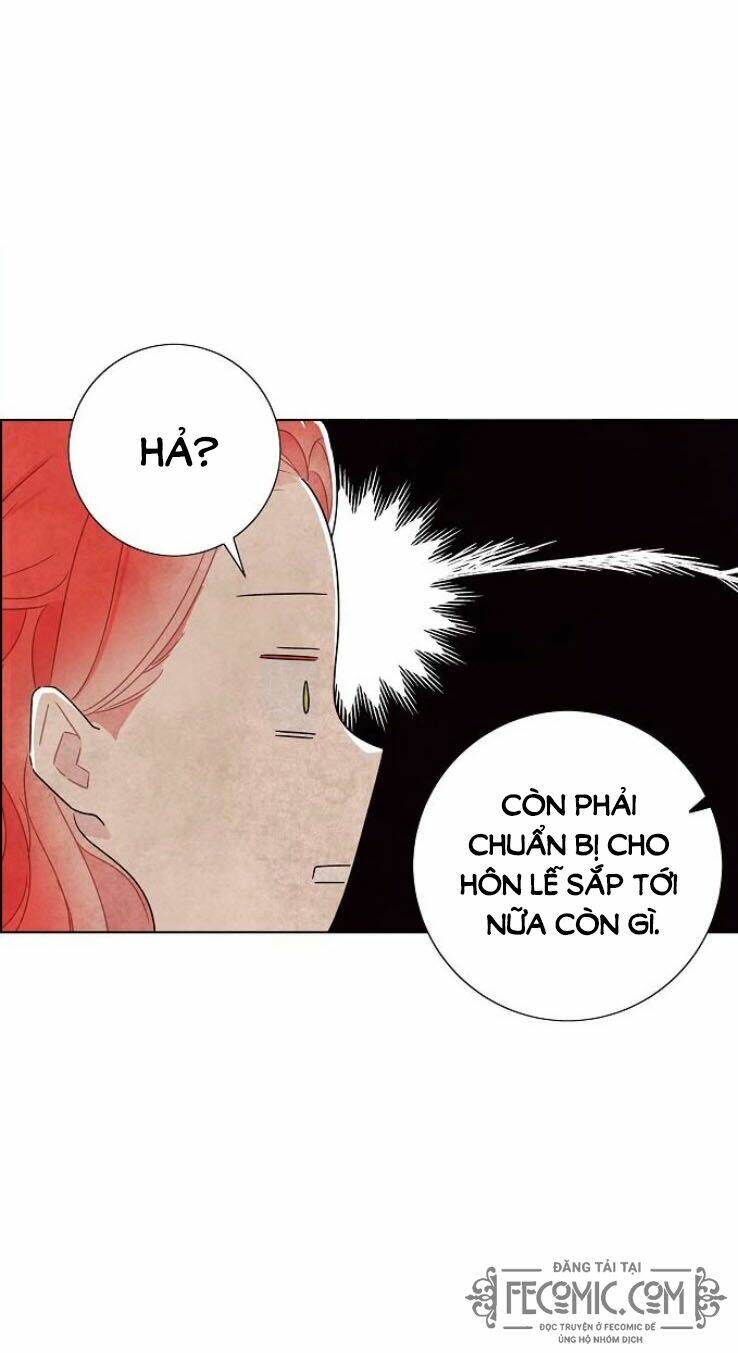 HẢ?
CÒN PHẢI
CHUẨN BỊ CHO
HÔN LỄ SẮP TỚI
NỮA CÒN GÌ.
ĐĂNG TẢI TẠI
FECOMIC.COM
ĐỌC TRUYỆN Ở FECOMIC ĐỂ
ỦNG HỘ NHÓM DỊCH